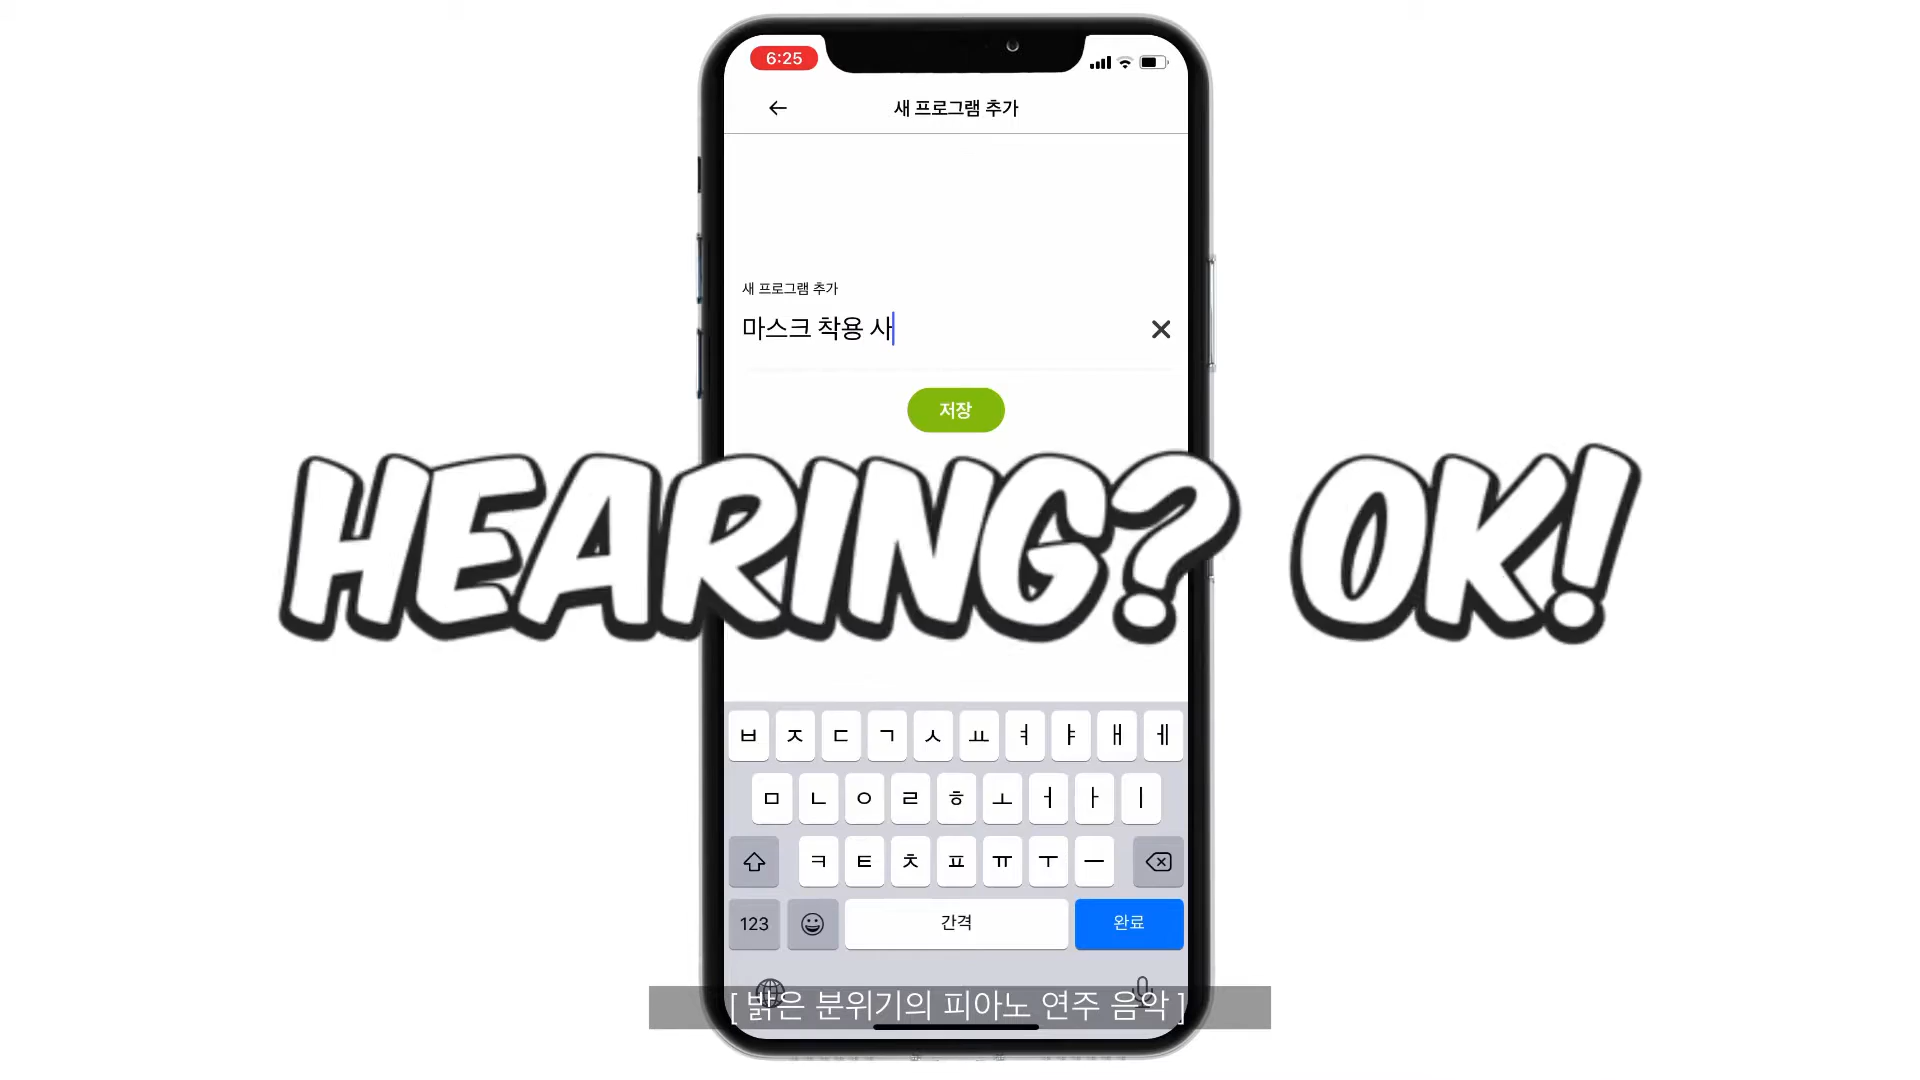 6:25
새 프로그램 추가
새 프로그램 추가
마스크 착용 사
저장
HEARING? OK!
ㅂ ㅈ ㄷ ㄱ ㅅ ㅛ ㅕ ㅑ ㅐ ㅔ
ㅁ ㄴ ㅇ ㄹ ㅎ ㅗ ㅓ ㅏ ㅣ
ㅋ ㅌ ㅊ ㅍ ㅠ ㅜ ㅡ
123 간격 완료
[ 밝은 분위기의 피아노 연주 음악 ]